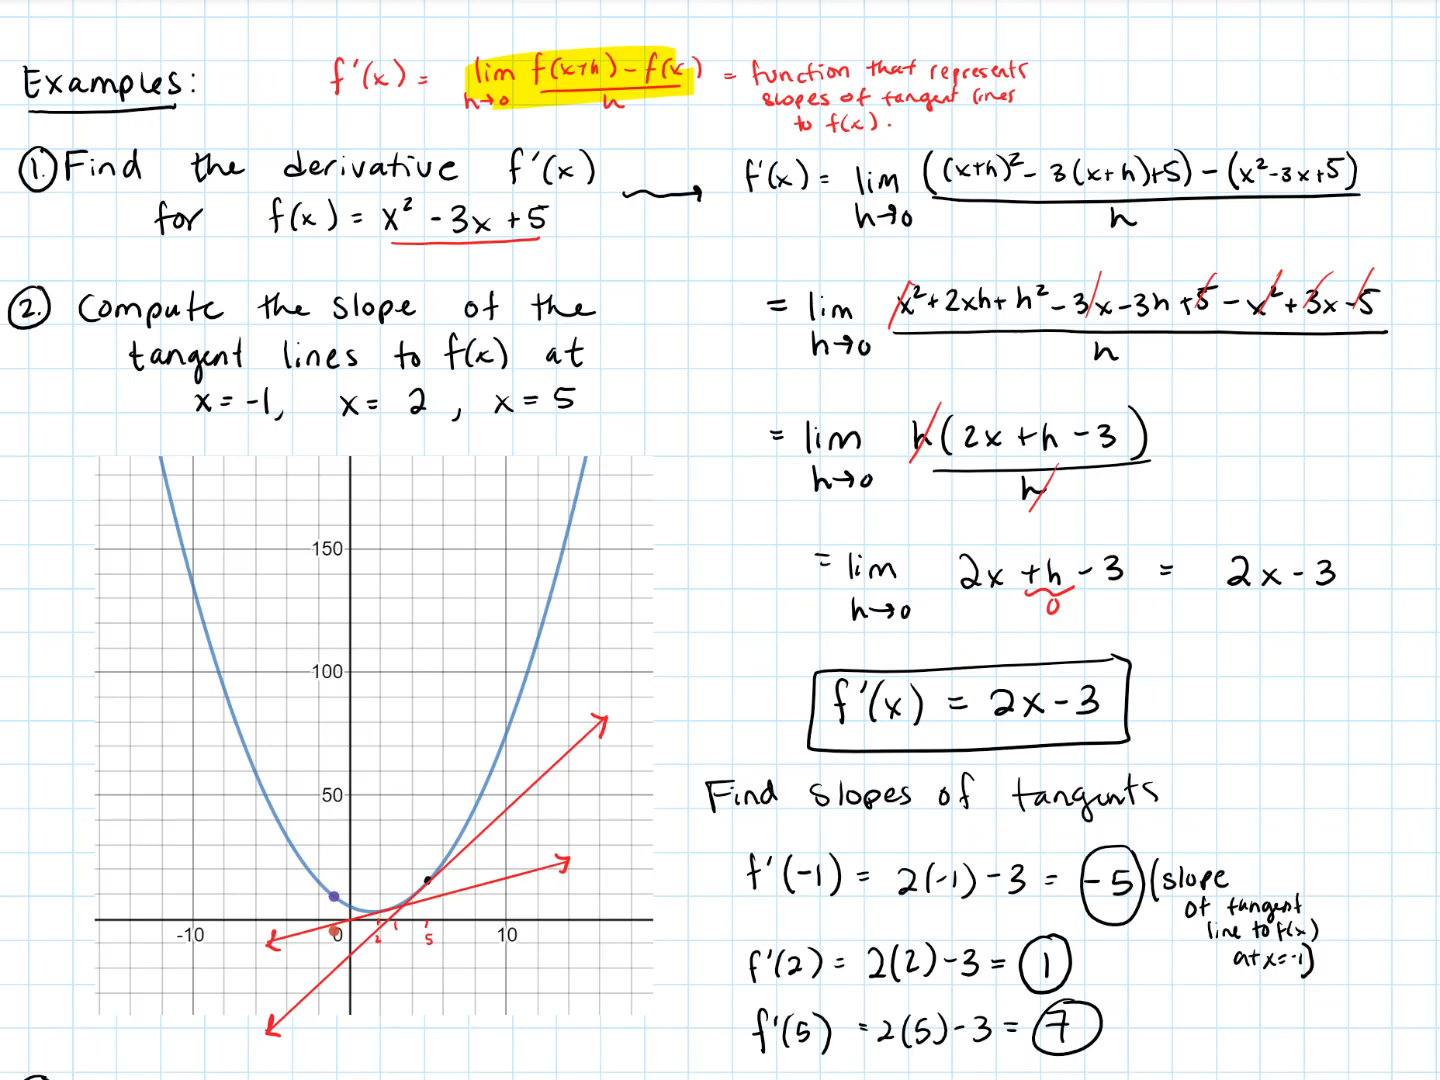 Examples:
f'(x) = lim h→0 (f(x+h) - f(x)) / h = function that represents
slopes of tangent lines
to f(x).
① Find the derivative f'(x)
for f(x) = x² - 3x + 5
② Compute the slope of the
tangent lines to f(x) at
x = -1, x = 2, x = 5
f'(x) = lim h→0 (((x+h)² - 3(x+h)+5) - (x²-3x+5)) / h
= lim h→0 (x² + 2xh + h² - 3x - 3h + 5 - x² + 3x - 5) / h
= lim h→0 h(2x + h - 3) / h
= lim h→0 2x + h - 3 = 2x - 3
0
f'(x) = 2x - 3
150
100
50
-10 0 10
2 5
Find slopes of tangents
f'(-1) = 2(-1) - 3 = -5 (slope
of tangent
line to f(x)
at x=-1)
f'(2) = 2(2) - 3 = 1
f'(5) = 2(5) - 3 = 7